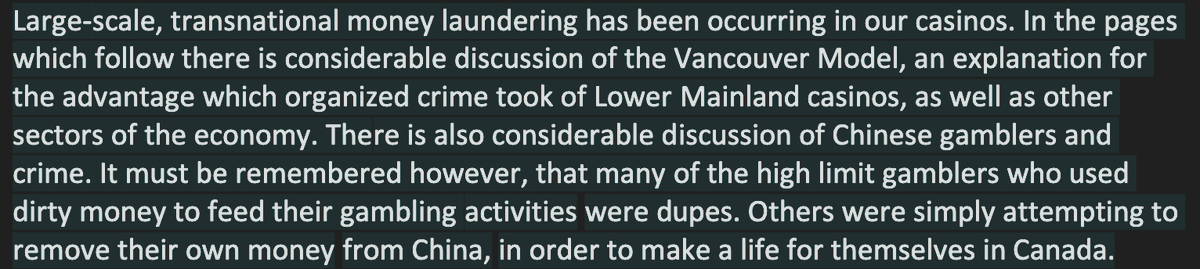 Large-scale, transnational money laundering has been occurring in our casinos. In the pages
which follow there is considerable discussion of the Vancouver Model, an explanation for
the advantage which organized crime took of Lower Mainland casinos, as well as other
sectors of the economy. There is also considerable discussion of Chinese gamblers and
crime. It must be remembered however, that many of the high limit gamblers who used
dirty money to feed their gambling activities were dupes. Others were simply attempting to
remove their own money from China, in order to make a life for themselves in Canada.